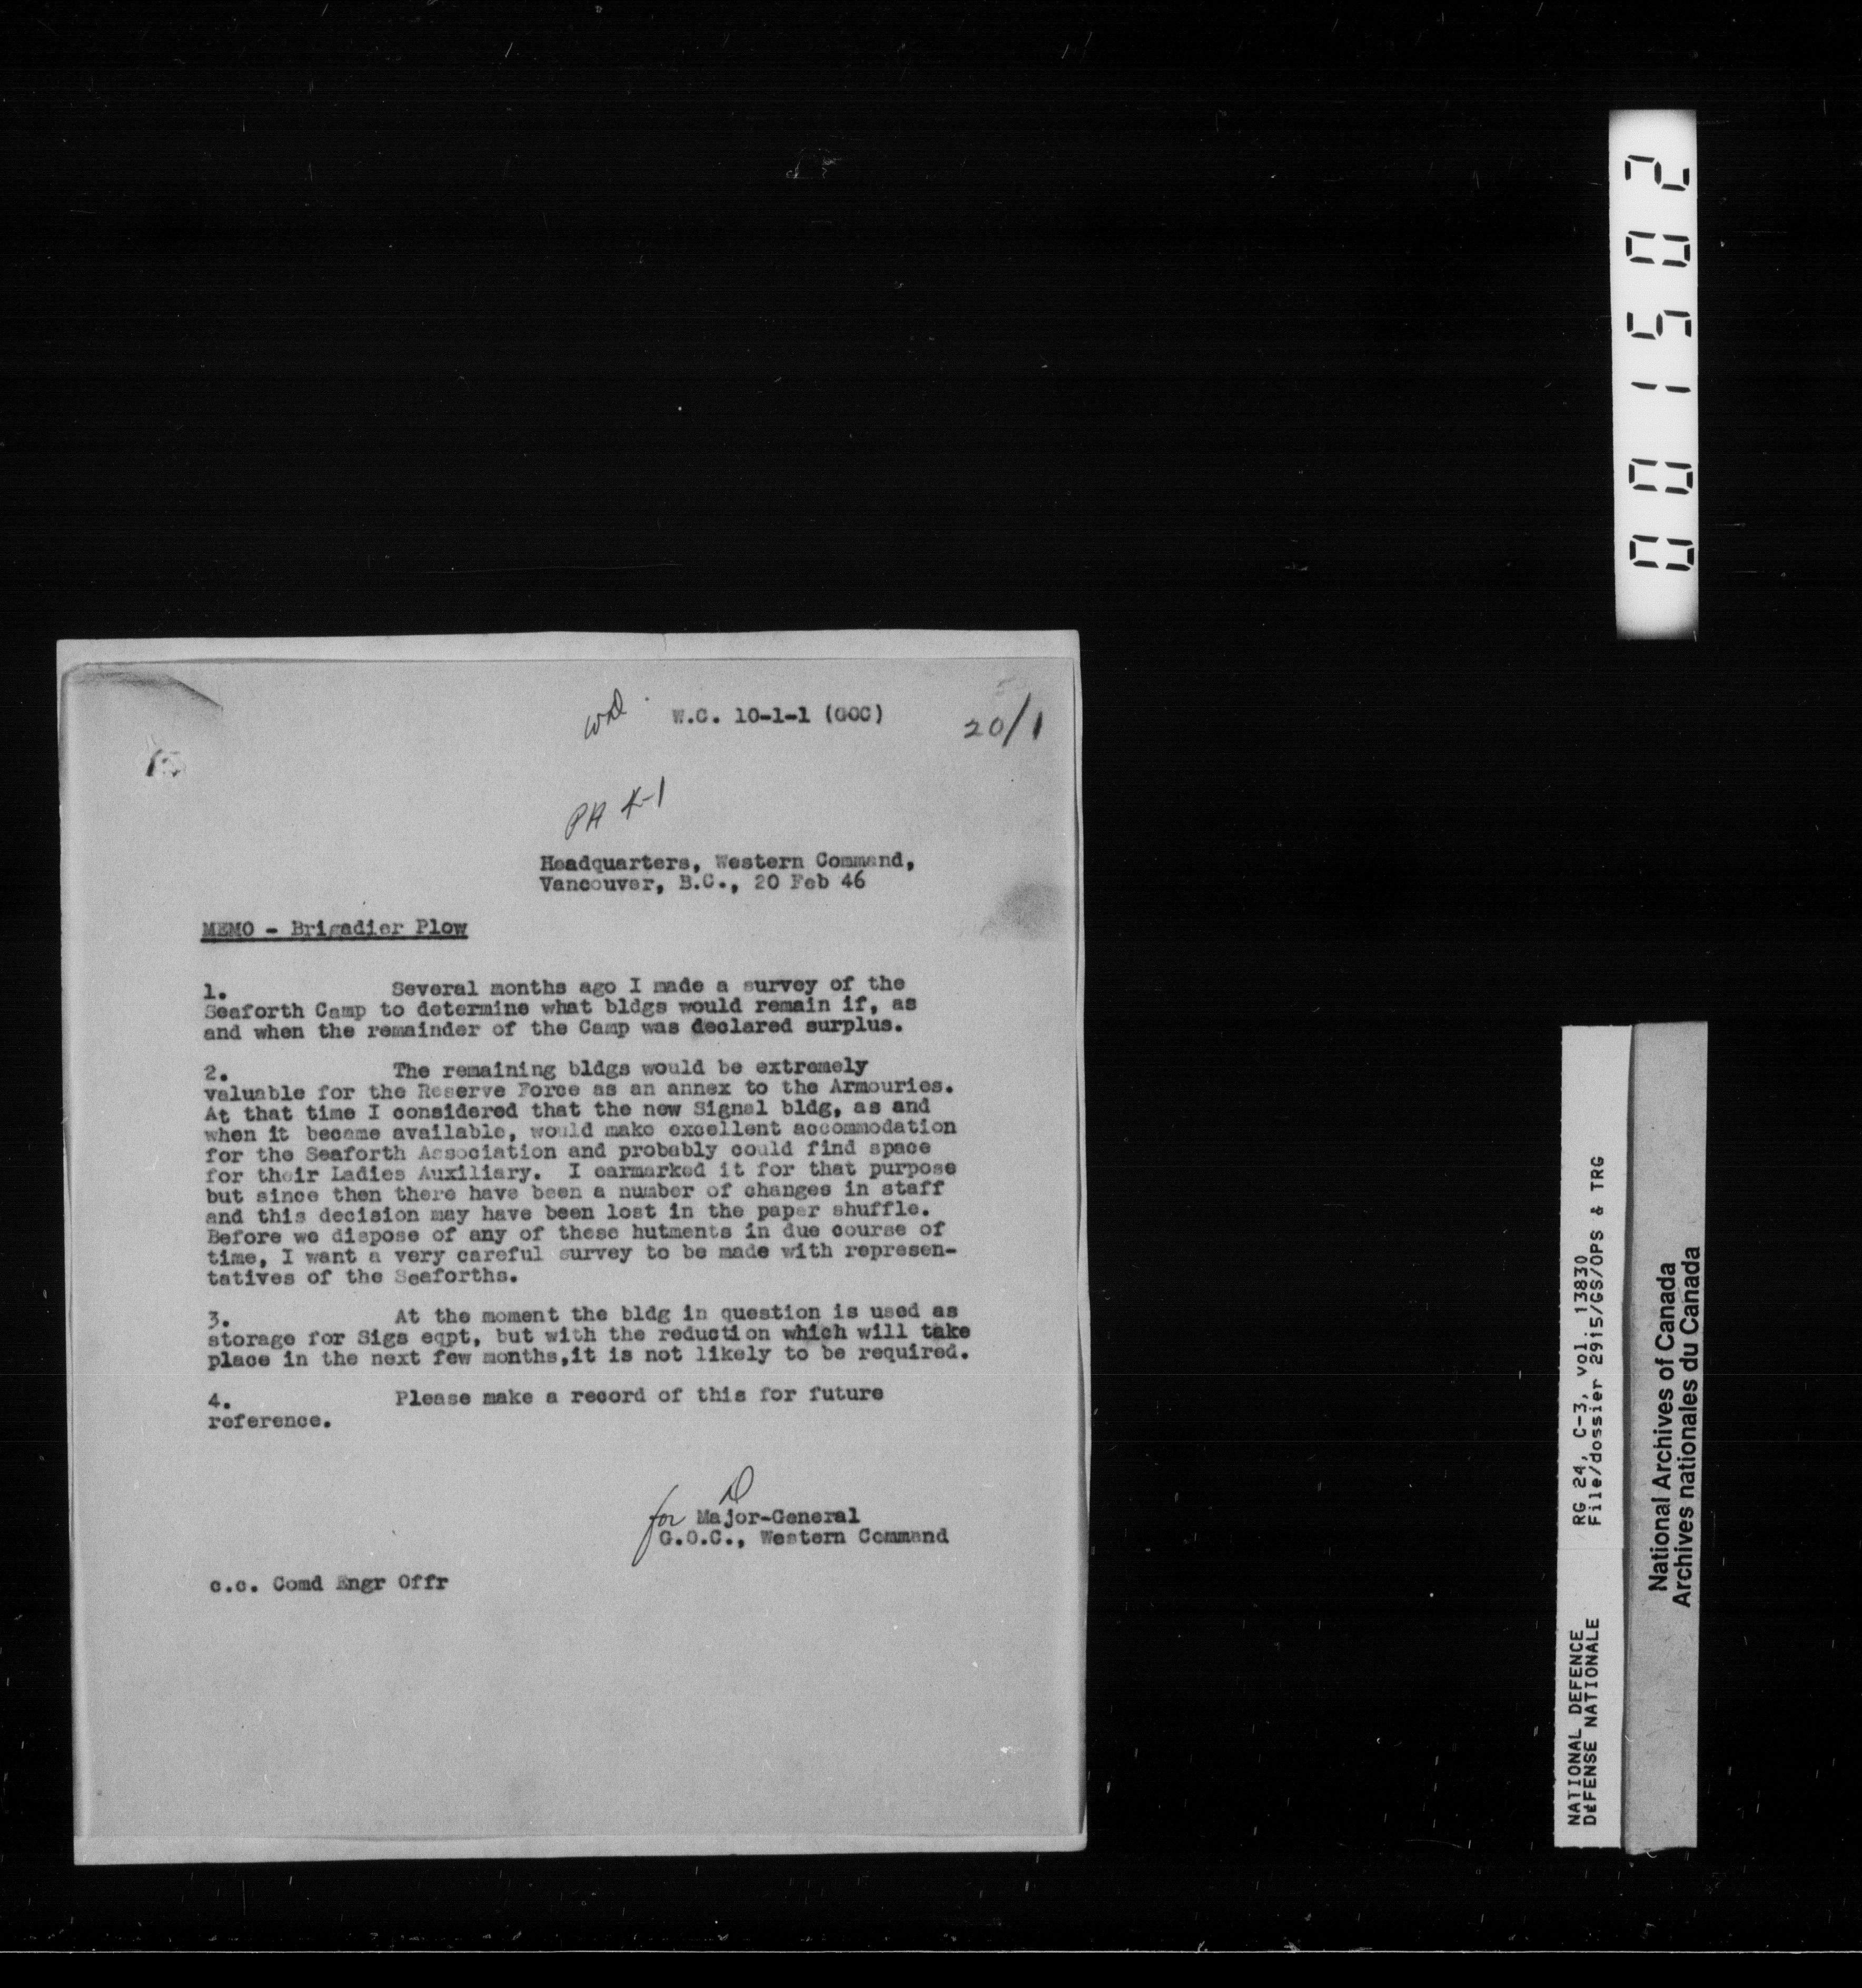 W.C. 10-1-1 (GOC)
20/1
PA 4-1
Headquarters, Western Command,
Vancouver, B.C., 20 Feb 46
MEMO - Brigadier Plow
1. Several months ago I made a survey of the
Seaforth Camp to determine what bldgs would remain if, as
and when the remainder of the Camp was declared surplus.
2. The remaining bldgs would be extremely
valuable for the Reserve Force as an annex to the Armouries.
At that time I considered that the new Signal bldg, as and
when it became available, would make excellent accommodation
for the Seaforth Association and probably could find space
for their Ladies Auxiliary. I earmarked it for that purpose
but since then there have been a number of changes in staff
and this decision may have been lost in the paper shuffle.
Before we dispose of any of these hutments in due course of
time, I want a very careful survey to be made with represen-
tatives of the Seaforths.
3. At the moment the bldg in question is used as
storage for Sigs eqpt, but with the reduction which will take
place in the next few months,it is not likely to be required.
4. Please make a record of this for future
reference.
for Major-General
G.O.C., Western Command
c.c. Comd Engr Offr
001502
NATIONAL DEFENCE RG 24, C-3, vol. 13830
DEFENSE NATIONALE File/dossier 2915/GS/OPS & TRG
National Archives of Canada
Archives nationales du Canada